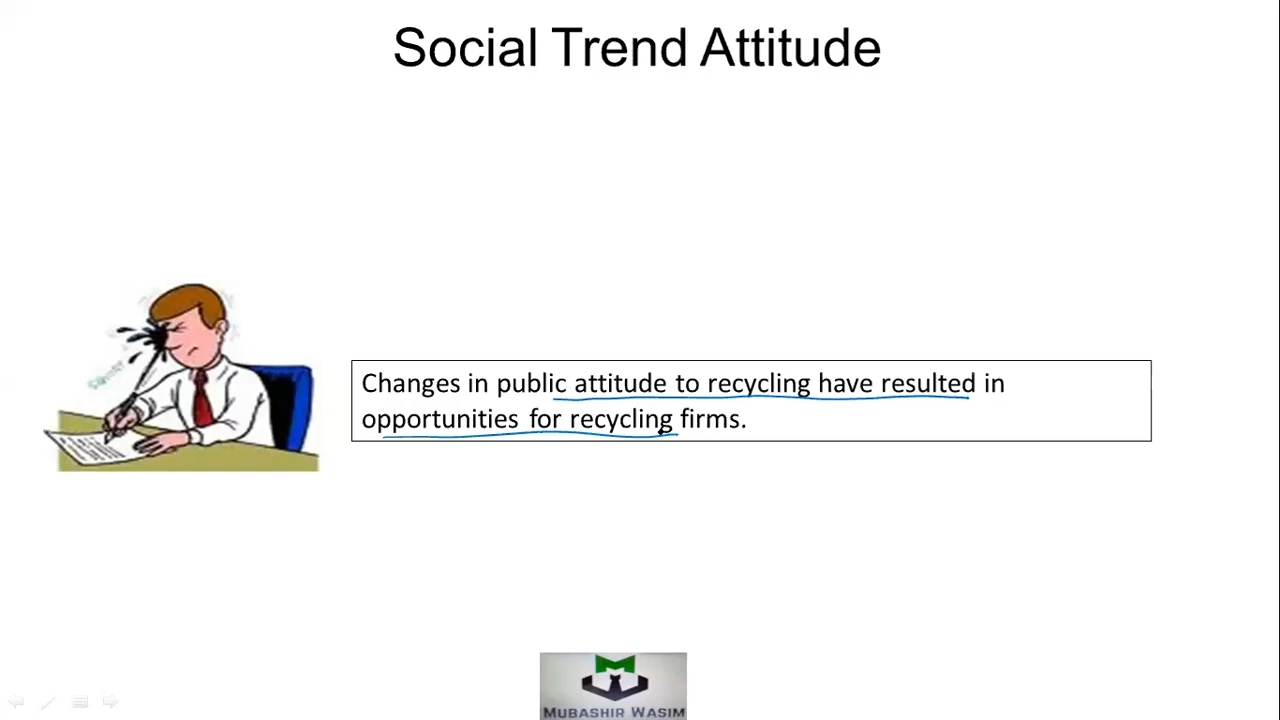 Social Trend Attitude
Changes in public attitude to recycling have resulted in
opportunities for recycling firms.
MUBASHIR WASIM